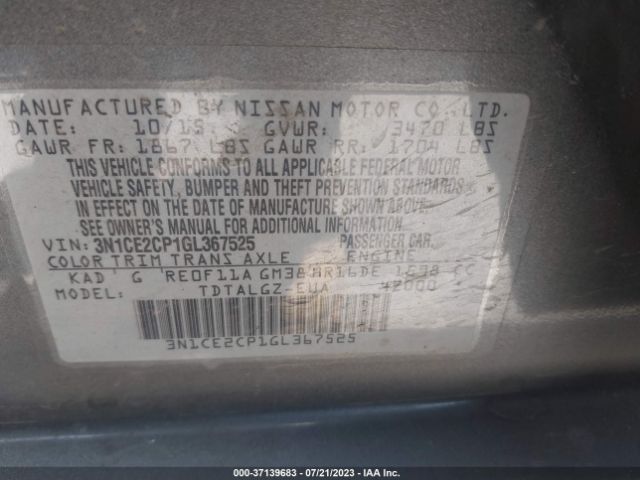 MANUFACTURED BY NISSAN MOTOR CO., LTD.
DATE: 10/15 GVWR: 3470 LBS
GAWR FR: 1867 LBS GAWR RR: 1704 LBS
THIS VEHICLE CONFORMS TO ALL APPLICABLE FEDERAL MOTOR
VEHICLE SAFETY, BUMPER AND THEFT PREVENTION STANDARDS
IN EFFECT ON THE DATE OF MANUFACTURE SHOWN ABOVE.
SEE OWNER'S MANUAL FOR ADDITIONAL INFORMATION.
VIN: 3N1CE2CP1GL367525 PASSENGER CAR
COLOR TRIM TRANS AXLE ENGINE
KAD G RE0F11A GM38 HR16DE 1598 CC
MODEL: TDTALGZ-EUA 42000
3N1CE2CP1GL367525
000-37139683 / 07/21/2023 - IAA Inc.